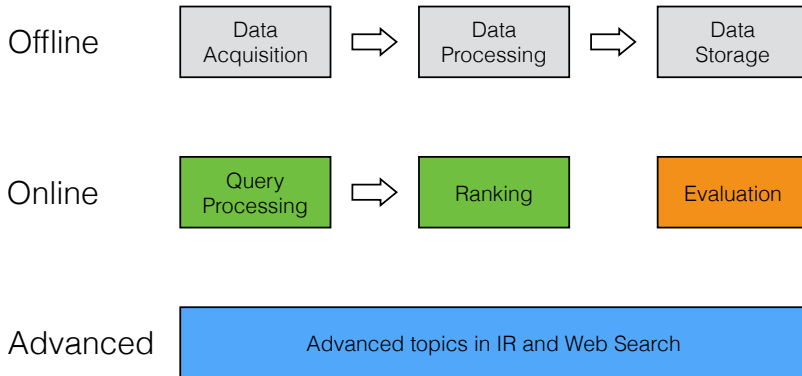 Offline
Data
Acquisition
Data
Processing
Data
Storage
Online
Query
Processing
Ranking
Evaluation
Advanced
Advanced topics in IR and Web Search